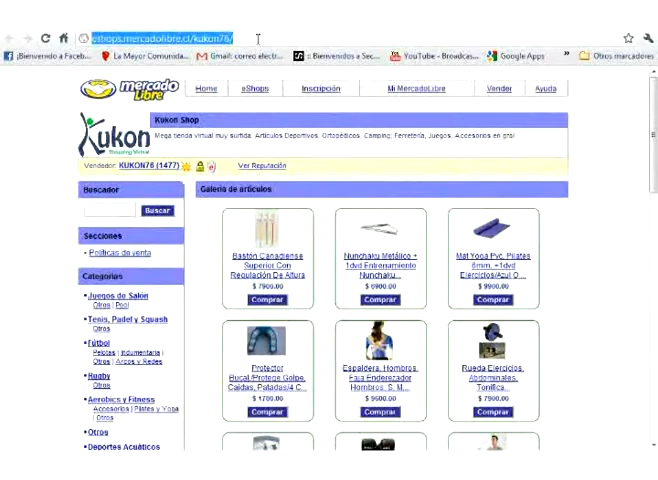 eshops.mercadolibre.cl/kukon76/
¡Bienvenido a Faceb... La Mayor Comunida... Gmail: correo electr... :: Bienvenidos a Sec... YouTube - Broadcas... Google Apps » Otros marcadores
mercado libre Home eShops Inscripción Mi MercadoLibre Vender Ayuda
Kukon
Kukon Shop
Mega tienda virtual muy surtida. Artículos Deportivos. Ortopédicos. Camping; Ferretería, Juegos. Accesorios en gral
Vendedor: KUKON76 (1477) Ver Reputación
Buscador
Buscar
Secciones
Políticas de venta
Categorías
Juegos de Salón
Otros | Pool
Tenis, Padel y Squash
Otros
Fútbol
Pelotas | Indumentaria |
Otros | Arcos y Redes
Rugby
Otros
Aerobics y Fitness
Accesorios | Pilates y Yoga
| Otros
Otros
Deportes Acuáticos
Galería de artículos
Bastón Canadiense
Superior Con
Regulación De Altura
$ 7900.00
Comprar
Nunchaku Metálico +
1dvd Entrenamiento
Nunchaku...
$ 6900.00
Comprar
Mat Yoga Pvc, Pilates
6mm, +1dvd
Ejercicios/Azul O...
$ 9900.00
Comprar
Protector
Bucal/Protege Golpe,
Caídas, Patadas/4 C...
$ 1700.00
Comprar
Espaldera, Hombros,
Faja Enderezador
Hombros, S, M,...
$ 9600.00
Comprar
Rueda Ejercicios,
Abdominales,
Tonifica...
$ 7900.00
Comprar